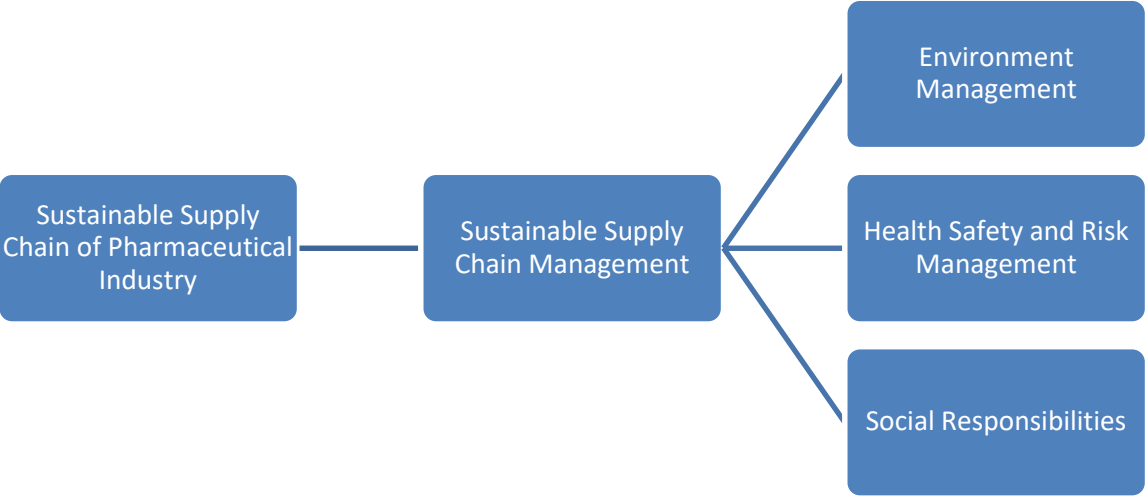 Sustainable Supply
Chain of Pharmaceutical
Industry
Sustainable Supply
Chain Management
Environment
Management
Health Safety and Risk
Management
Social Responsibilities